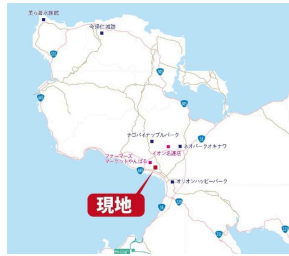 美ら海水族館
今帰仁城跡
ナゴパイナップルパーク
イオン名護店
ネオパークオキナワ
ファーマーズ
マーケットやんばる
現地
オリオンハッピーパーク